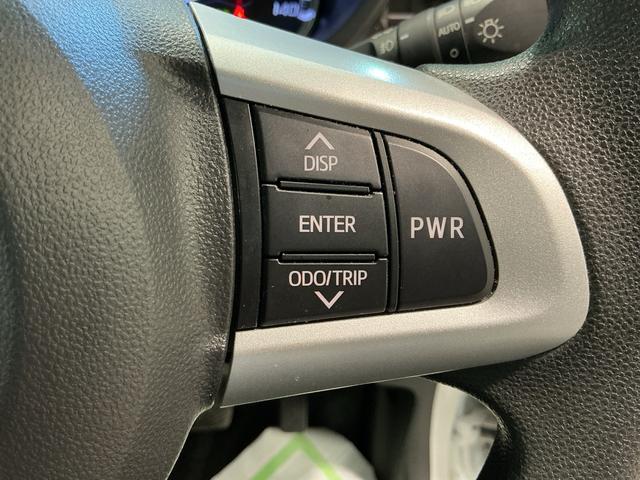 AUTO
DISP
ENTER
PWR
ODO/TRIP